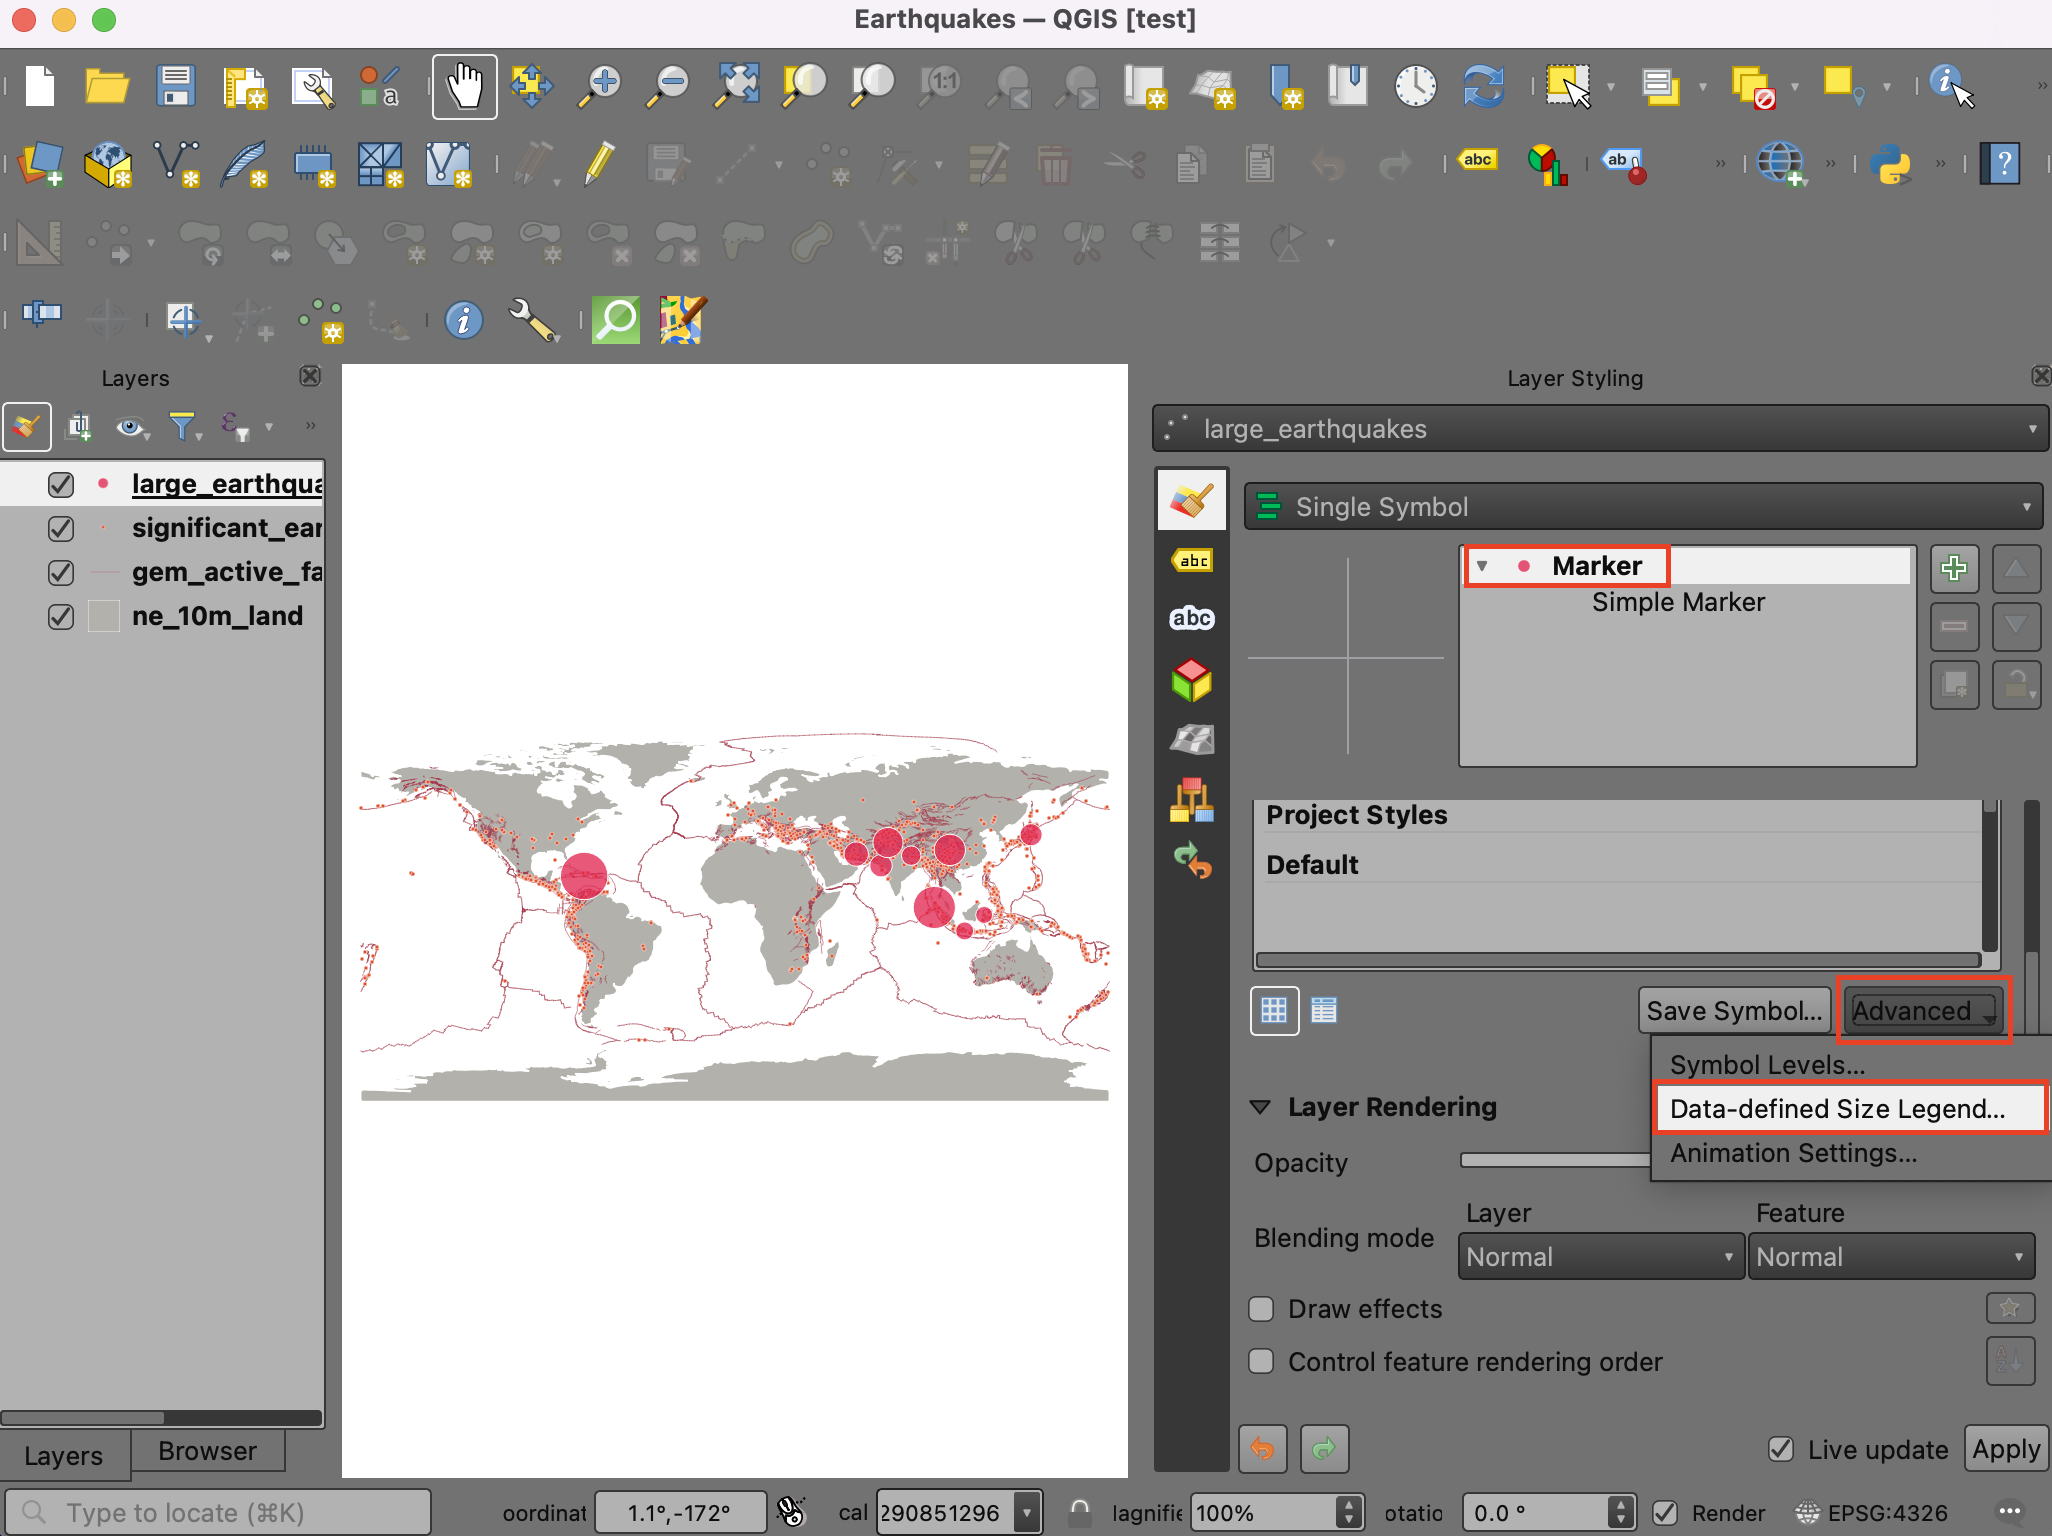 Earthquakes — QGIS [test]
1:1
a
abc
ab
?
Layers
Layer Styling
large_earthquakes
large_earthqua
significant_ear
gem_active_fa
ne_10m_land
Single Symbol
abc
abc
Marker
Simple Marker
Project Styles
Default
Save Symbol...
Advanced
Symbol Levels...
Data-defined Size Legend...
Animation Settings...
Layer Rendering
Opacity
Layer
Feature
Blending mode
Normal
Normal
Draw effects
Control feature rendering order
Layers
Browser
Live update
Apply
Type to locate (⌘K)
oordinat
1.1°,-172°
cal
290851296
lagnifie
100%
otatio
0.0 °
Render
EPSG:4326